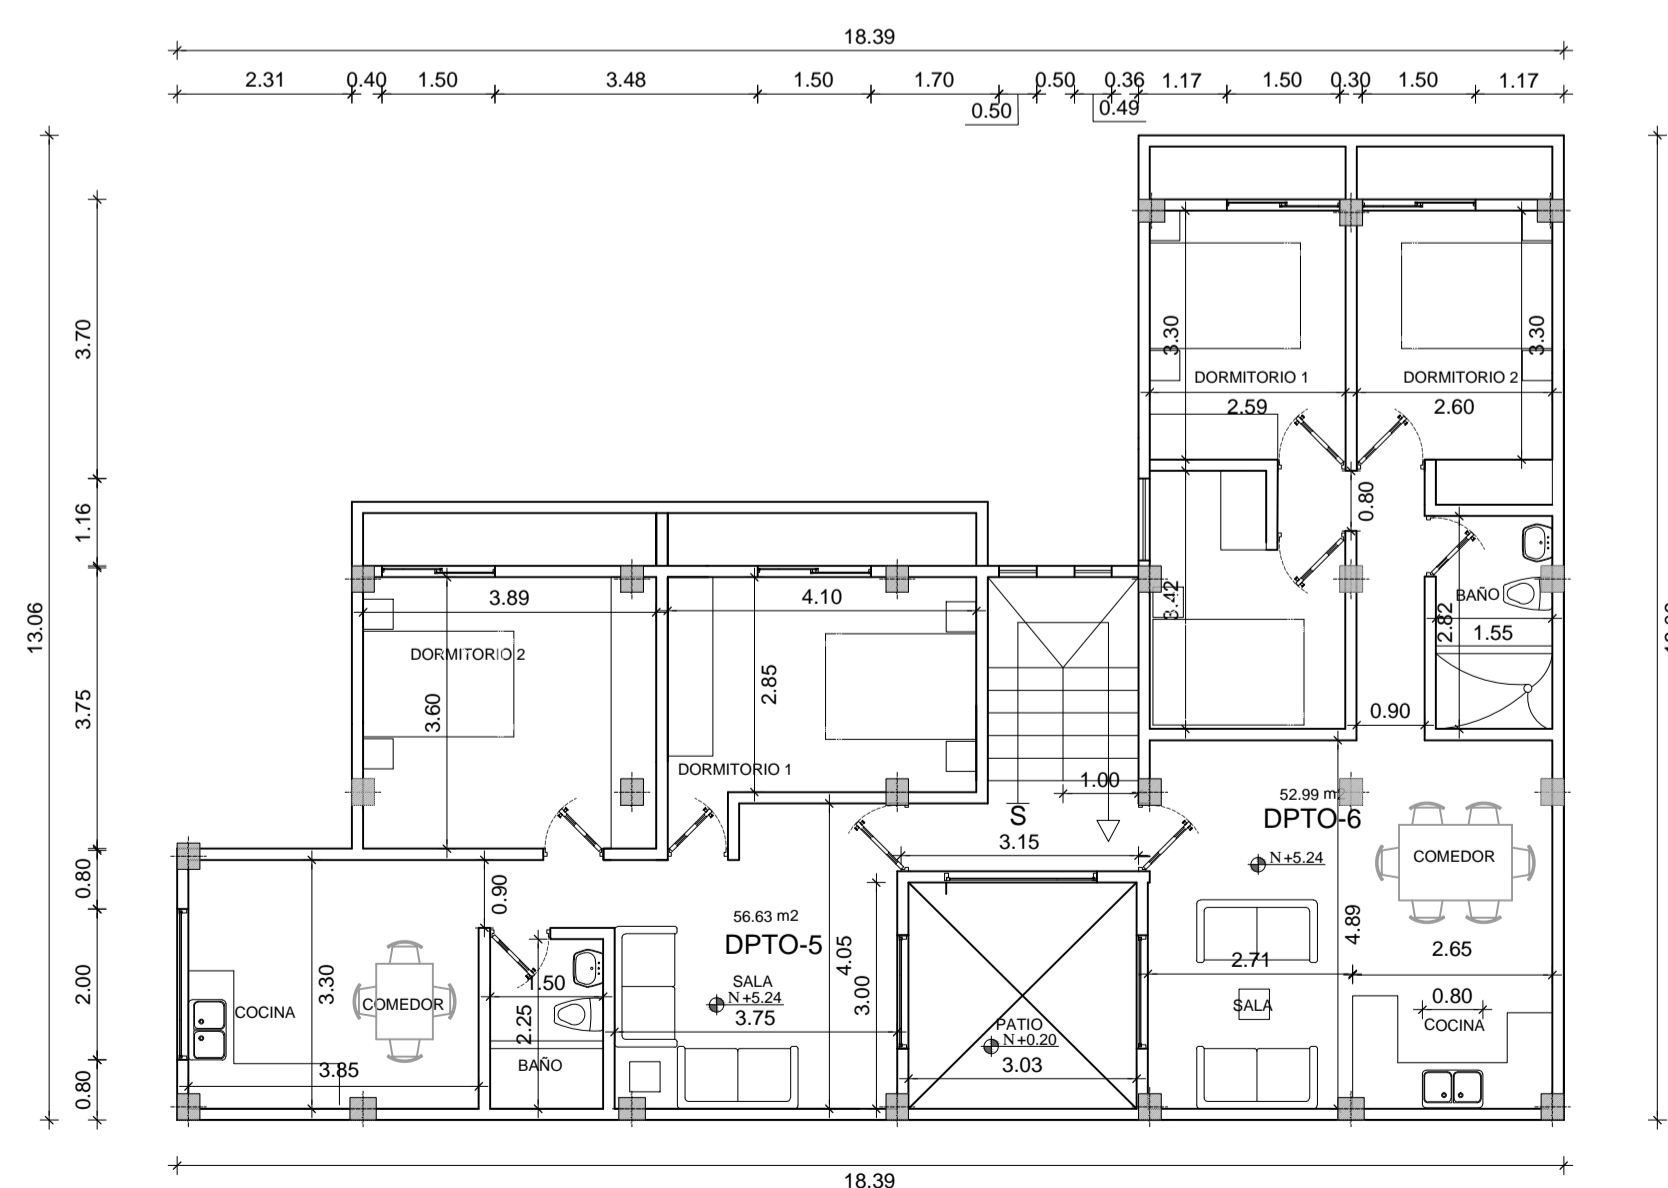 18.39
2.31 0.40 1.50 3.48 1.50 1.70 0.50 0.36 1.17 1.50 0.30 1.50 1.17
0.50 0.49
13.06
3.70
1.16
3.75
0.80
2.00
0.80
3.30
3.30
DORMITORIO 1
DORMITORIO 2
2.59
2.60
0.80
3.42
BAÑO
2.82
1.55
0.90
3.89
4.10
DORMITORIO 2
3.60
2.85
DORMITORIO 1
1.00
S
3.15
52.99 m
DPTO-6
N +5.24
COMEDOR
4.89
2.71
2.65
SALA
0.80
COCINA
0.90
56.63 m2
DPTO-5
SALA
N +5.24
3.75
4.05
3.00
PATIO
N +0.20
3.03
1.50
2.25
BAÑO
3.30
COCINA
COMEDOR
3.85
18.39